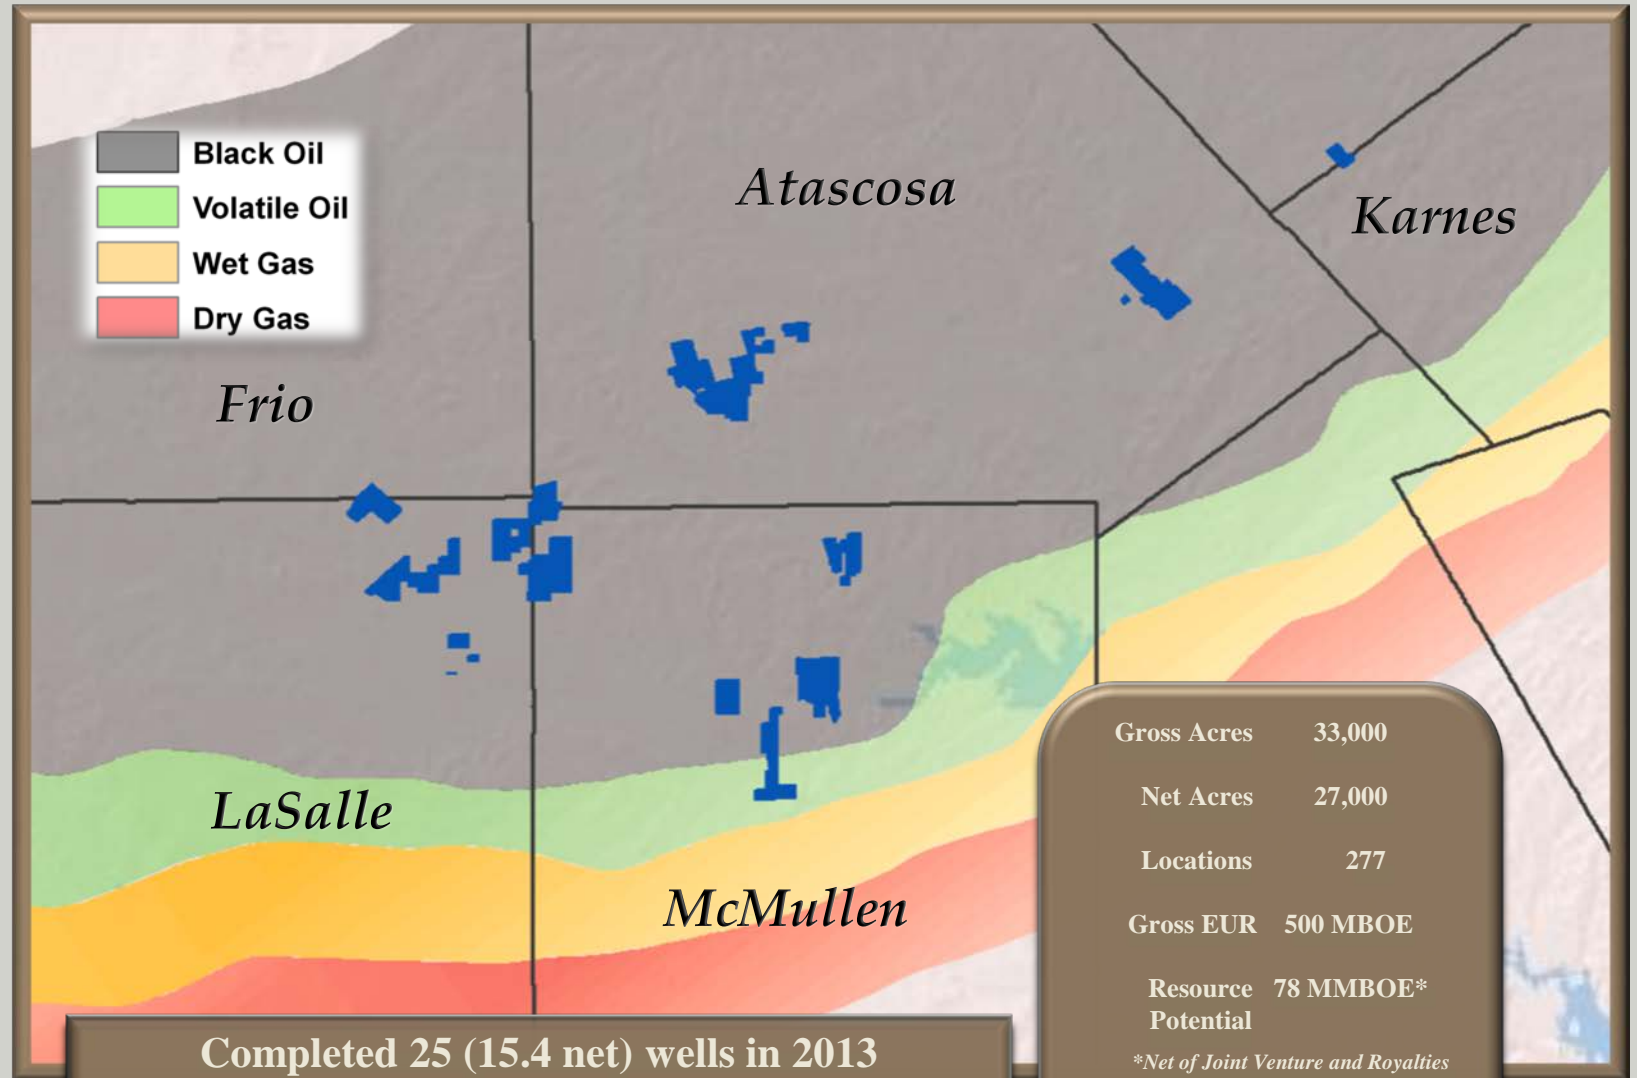 Black Oil
Volatile Oil
Wet Gas
Dry Gas
Atascosa
Karnes
Frio
LaSalle
McMullen
Gross Acres 33,000
Net Acres 27,000
Locations 277
Gross EUR 500 MBOE
Resource 78 MMBOE*
Potential
*Net of Joint Venture and Royalties
Completed 25 (15.4 net) wells in 2013